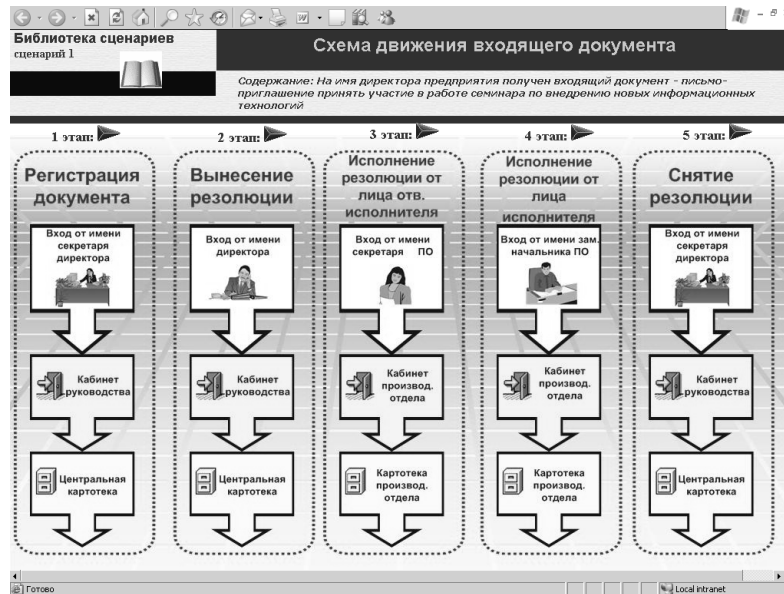 Библиотека сценариев
сценарий 1
Схема движения входящего документа
Содержание: На имя директора предприятия получен входящий документ - письмо-
приглашение принять участие в работе семинара по внедрению новых информационных
технологий
1 этап:
Регистрация
документа
Вход от имени
секретаря
директора
Кабинет
руководства
Центральная
картотека
2 этап:
Вынесение
резолюции
Вход от имени
директора
Кабинет
руководства
Центральная
картотека
3 этап:
Исполнение
резолюции от
лица отв.
исполнителя
Вход от имени
секретаря ПО
Кабинет
производ.
отдела
Картотека
производ.
отдела
4 этап:
Исполнение
резолюции от
лица
исполнителя
Вход от имени зам.
начальника ПО
Кабинет
производ.
отдела
Картотека
производ.
отдела
5 этап:
Снятие
резолюции
Вход от имени
секретаря
директора
Кабинет
руководства
Центральная
картотека
Готово
Local intranet